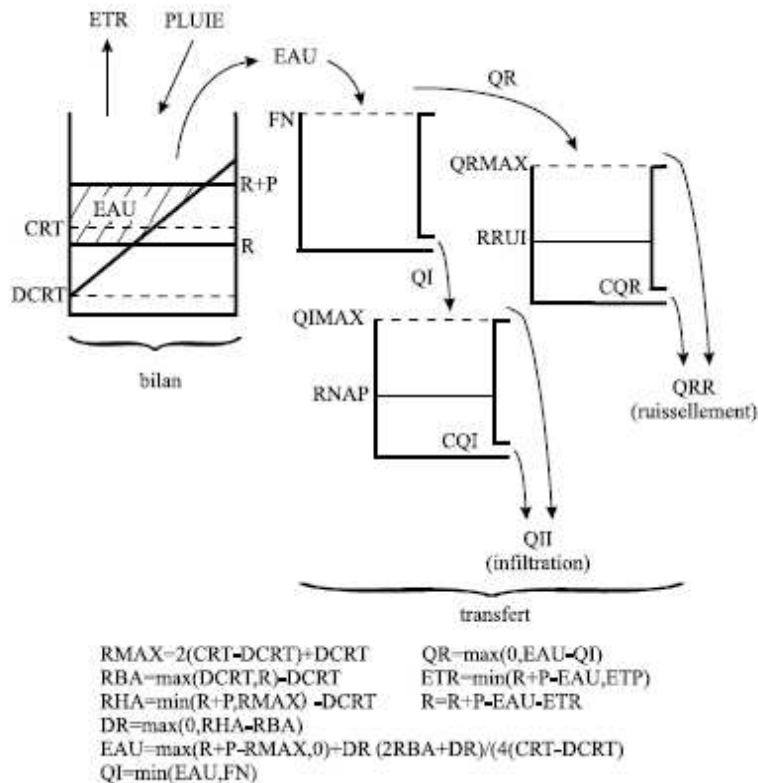 ETR PLUIE
EAU
QR
FN
QRMAX
R+P
EAU
CRT
R
RRUI
DCRT
QI
CQR
QIMAX
bilan
RNAP
QRR
(ruissellement)
CQI
QII
(infiltration)
transfert
RMAX=2(CRT-DCRT)+DCRT QR=max(0,EAU-QI)
RBA=max(DCRT,R)-DCRT ETR=min(R+P-EAU,ETP)
RHA=min(R+P,RMAX) -DCRT R=R+P-EAU-ETR
DR=max(0,RHA-RBA)
EAU=max(R+P-RMAX,0)+DR (2RBA+DR)/(4(CRT-DCRT)
QI=min(EAU,FN)